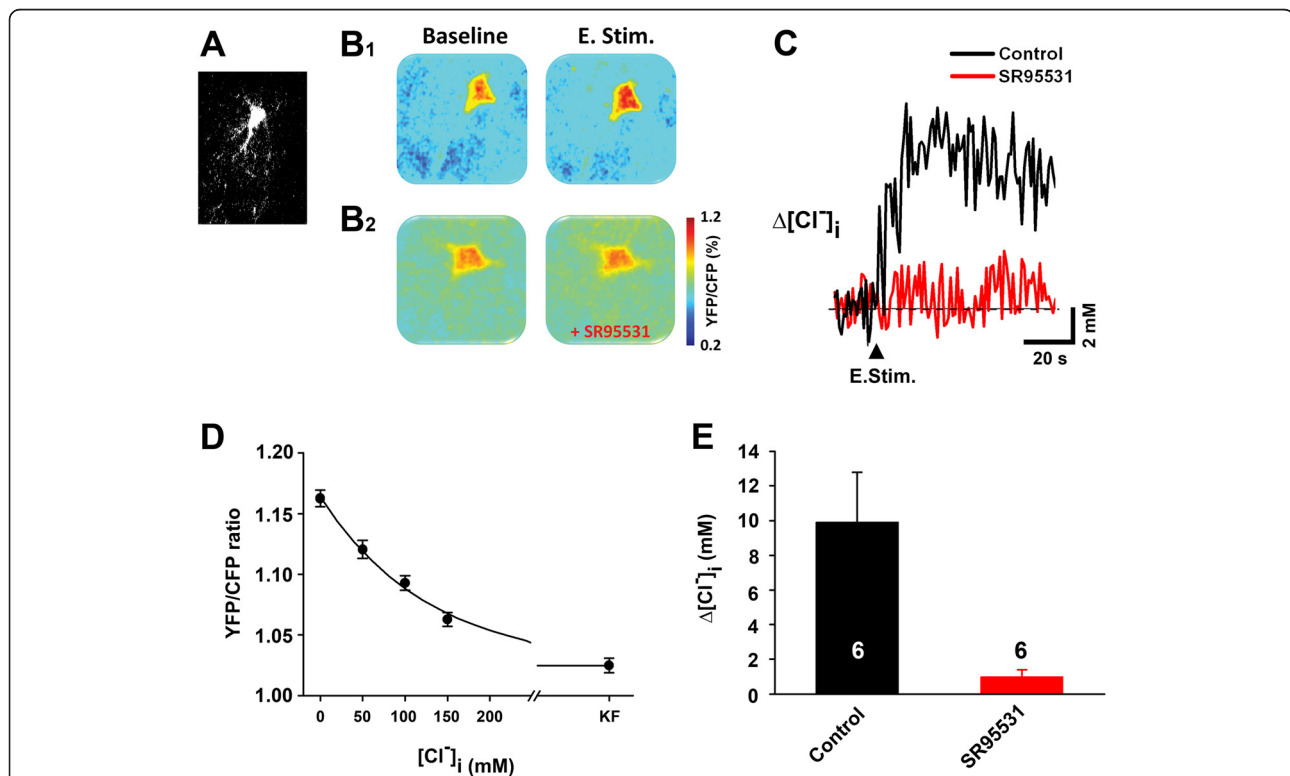 A
B1
Baseline
E. Stim.
B2
+ SR95531
1.2
YFP/CFP (%)
0.2
C
Control
SR95531
Δ[Cl⁻]i
2 mM
20 s
E.Stim.
D
1.20
1.15
1.10
1.05
1.00
YFP/CFP ratio
0 50 100 150 200 KF
[Cl⁻]i (mM)
E
14
12
10
8
6
4
2
0
Δ[Cl⁻]i (mM)
6
6
Control
SR95531